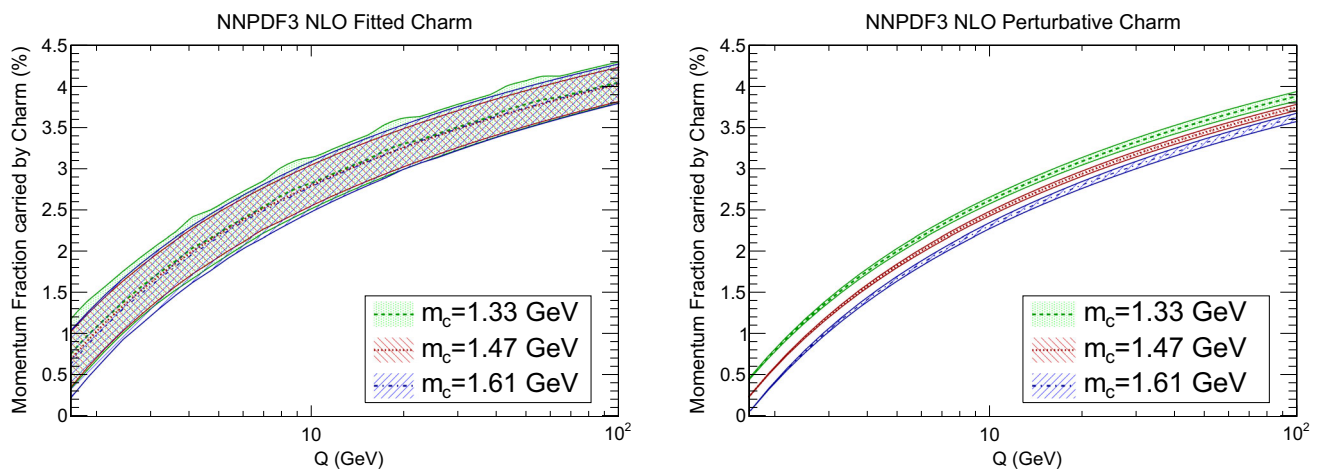 NNPDF3 NLO Fitted Charm
Momentum Fraction carried by Charm (%)
4.5
4
3.5
3
2.5
2
1.5
1
0.5
0
m_c=1.33 GeV
m_c=1.47 GeV
m_c=1.61 GeV
10
10^2
Q (GeV)
NNPDF3 NLO Perturbative Charm
Momentum Fraction carried by Charm (%)
4.5
4
3.5
3
2.5
2
1.5
1
0.5
0
m_c=1.33 GeV
m_c=1.47 GeV
m_c=1.61 GeV
10
10^2
Q (GeV)